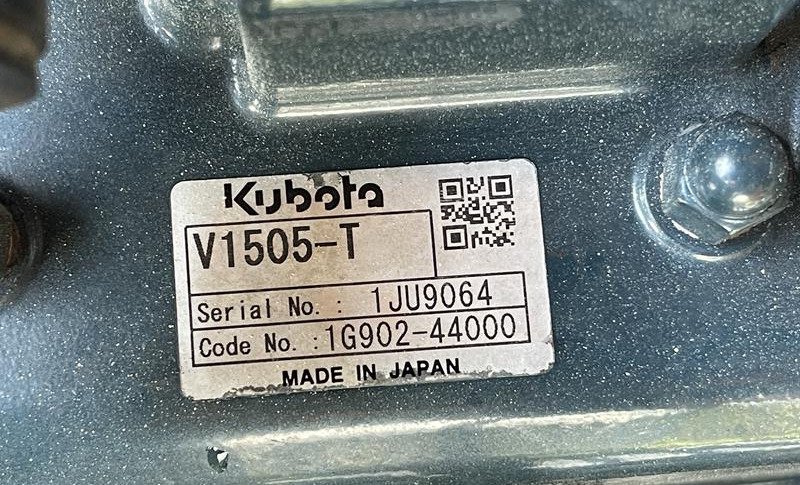 Kubota
V1505-T
Serial No. : 1JU9064
Code No. :1G902-44000
MADE IN JAPAN